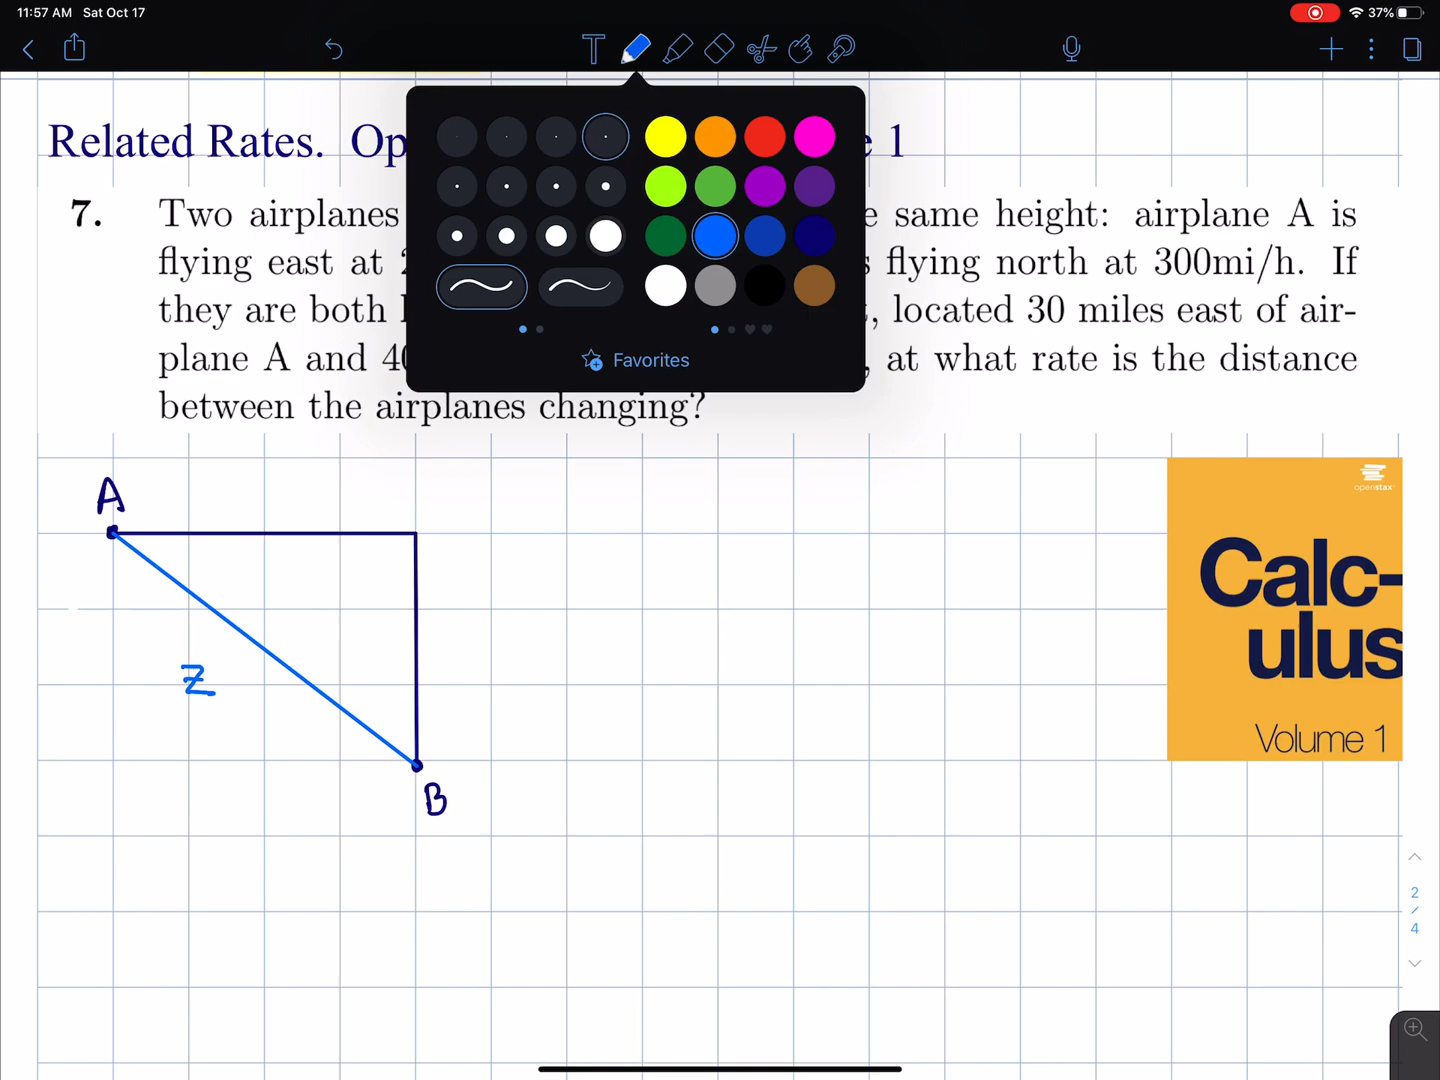 11:57 AM Sat Oct 17
37%
T
Related Rates. Op e 1
7. Two airplanes e same height: airplane A is
flying east at flying north at 300mi/h. If
they are both , located 30 miles east of air-
plane A and 40 , at what rate is the distance
between the airplanes changing?
Favorites
A
Z
B
openstax
Calc-
ulus
Volume 1
2
/
4